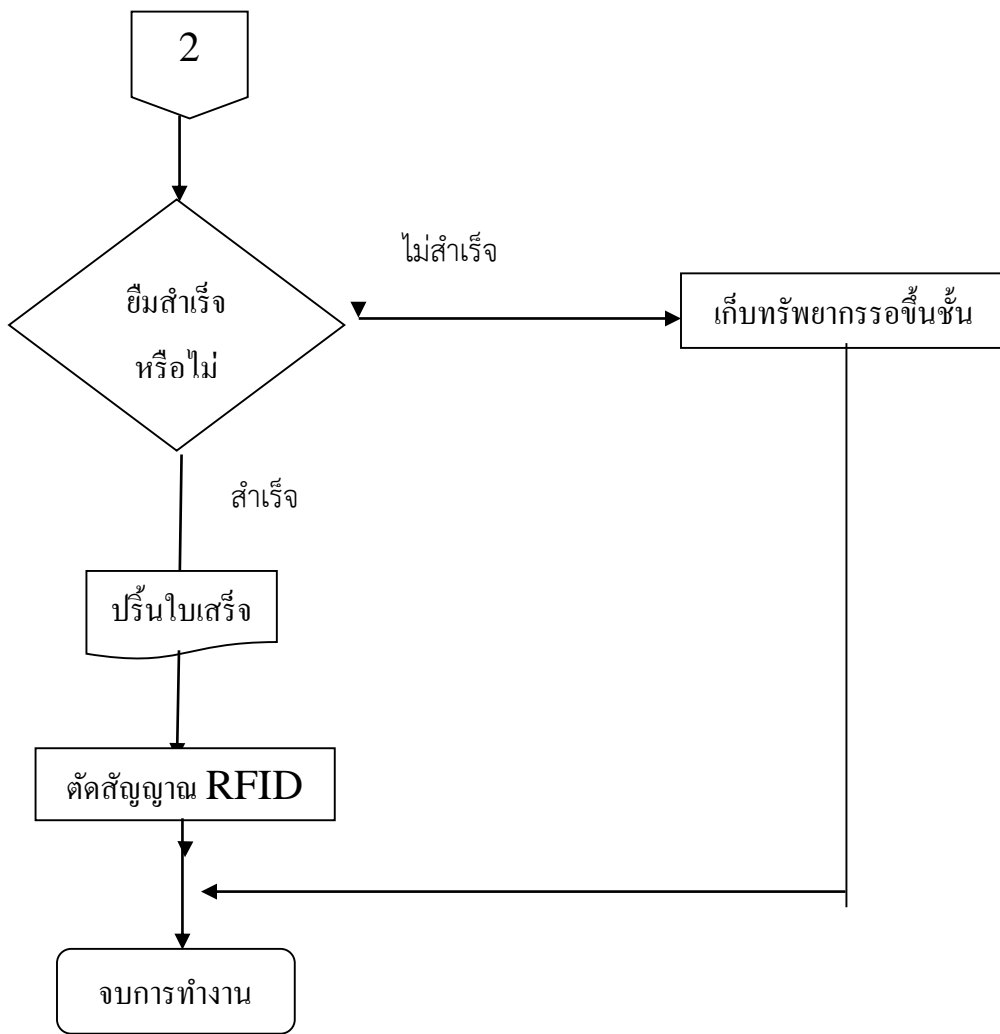 2
ไม่สำเร็จ
ยืมสำเร็จ
หรือไม่
เก็บทรัพยากรรอขึ้นชั้น
สำเร็จ
ปริ้นใบเสร็จ
ตัดสัญญาณ RFID
จบการทำงาน